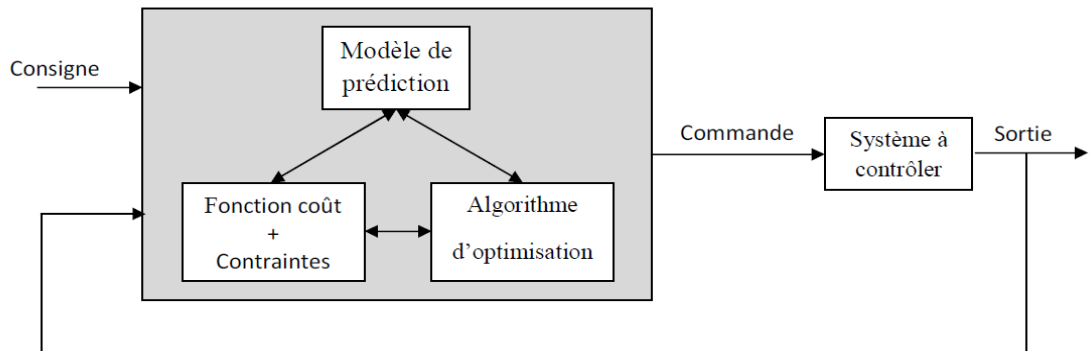 Modèle de
prédiction
Consigne
Commande
Système à
contrôler
Sortie
Fonction coût
+
Contraintes
Algorithme
d’optimisation